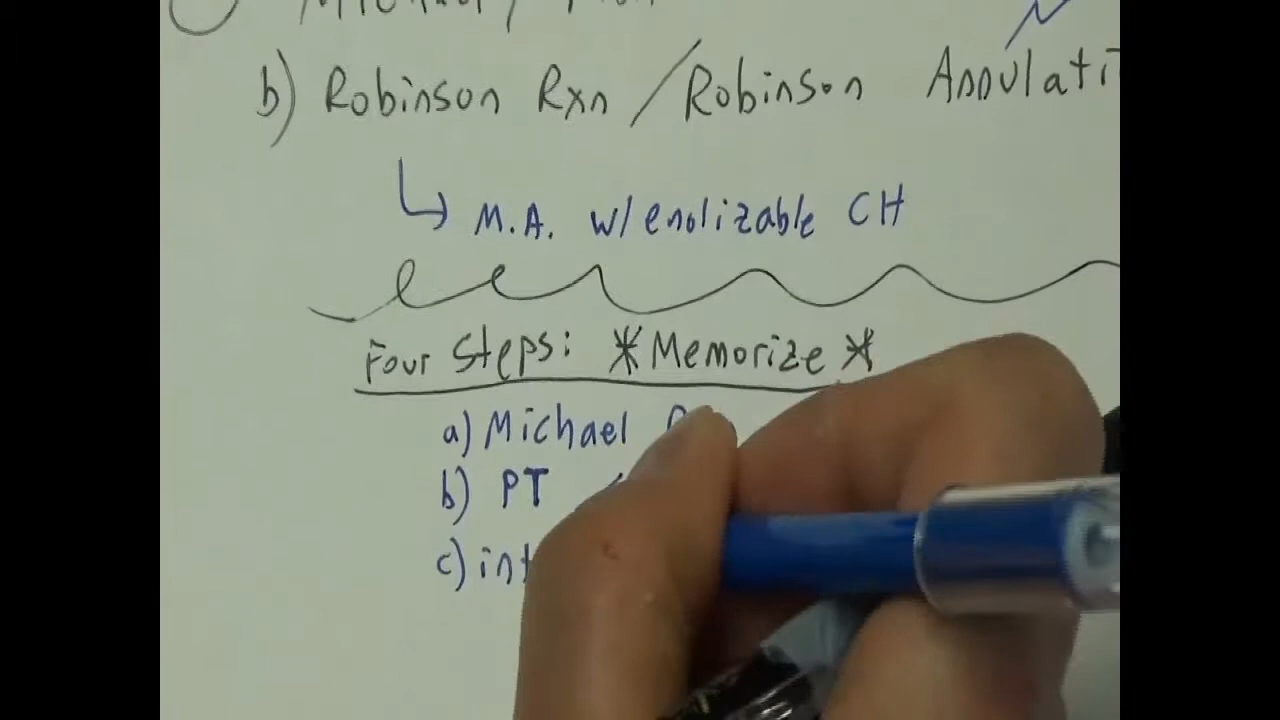 b) Robinson Rxn / Robinson Annulati
M.A. w/ enolizable CH
Four Steps: *Memorize*
a) Michael
b) PT
c) int